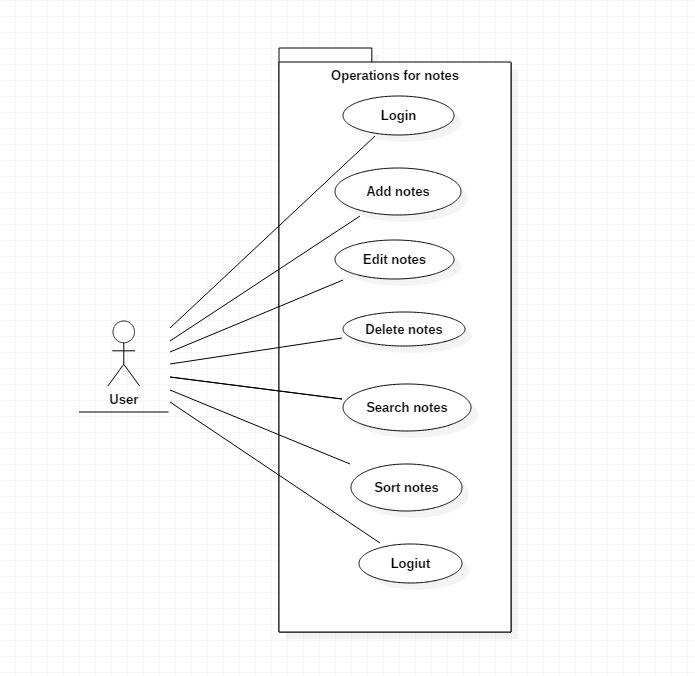 Operations for notes
Login
Add notes
Edit notes
Delete notes
User
Search notes
Sort notes
Logiut